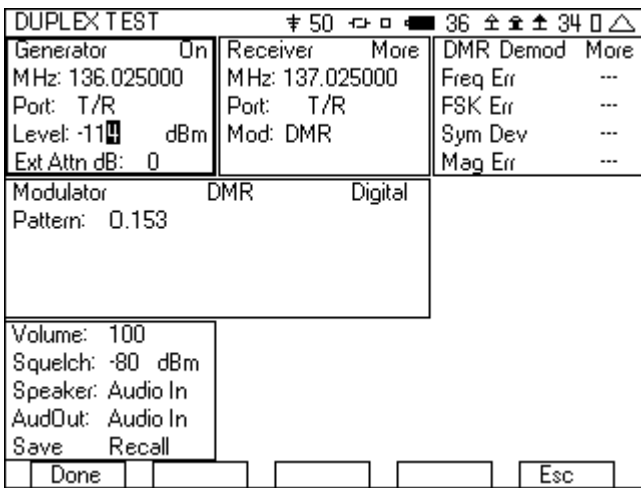 DUPLEX TEST 50 36 34
Generator On
MHz: 136.025000
Port: T/R
Level: -114 dBm
Ext Attn dB: 0
Receiver More
MHz: 137.025000
Port: T/R
Mod: DMR
DMR Demod More
Freq Err ---
FSK Err ---
Sym Dev ---
Mag Err ---
Modulator DMR Digital
Pattern: 0.153
Volume: 100
Squelch: -80 dBm
Speaker: Audio In
AudOut: Audio In
Save Recall
Done Esc